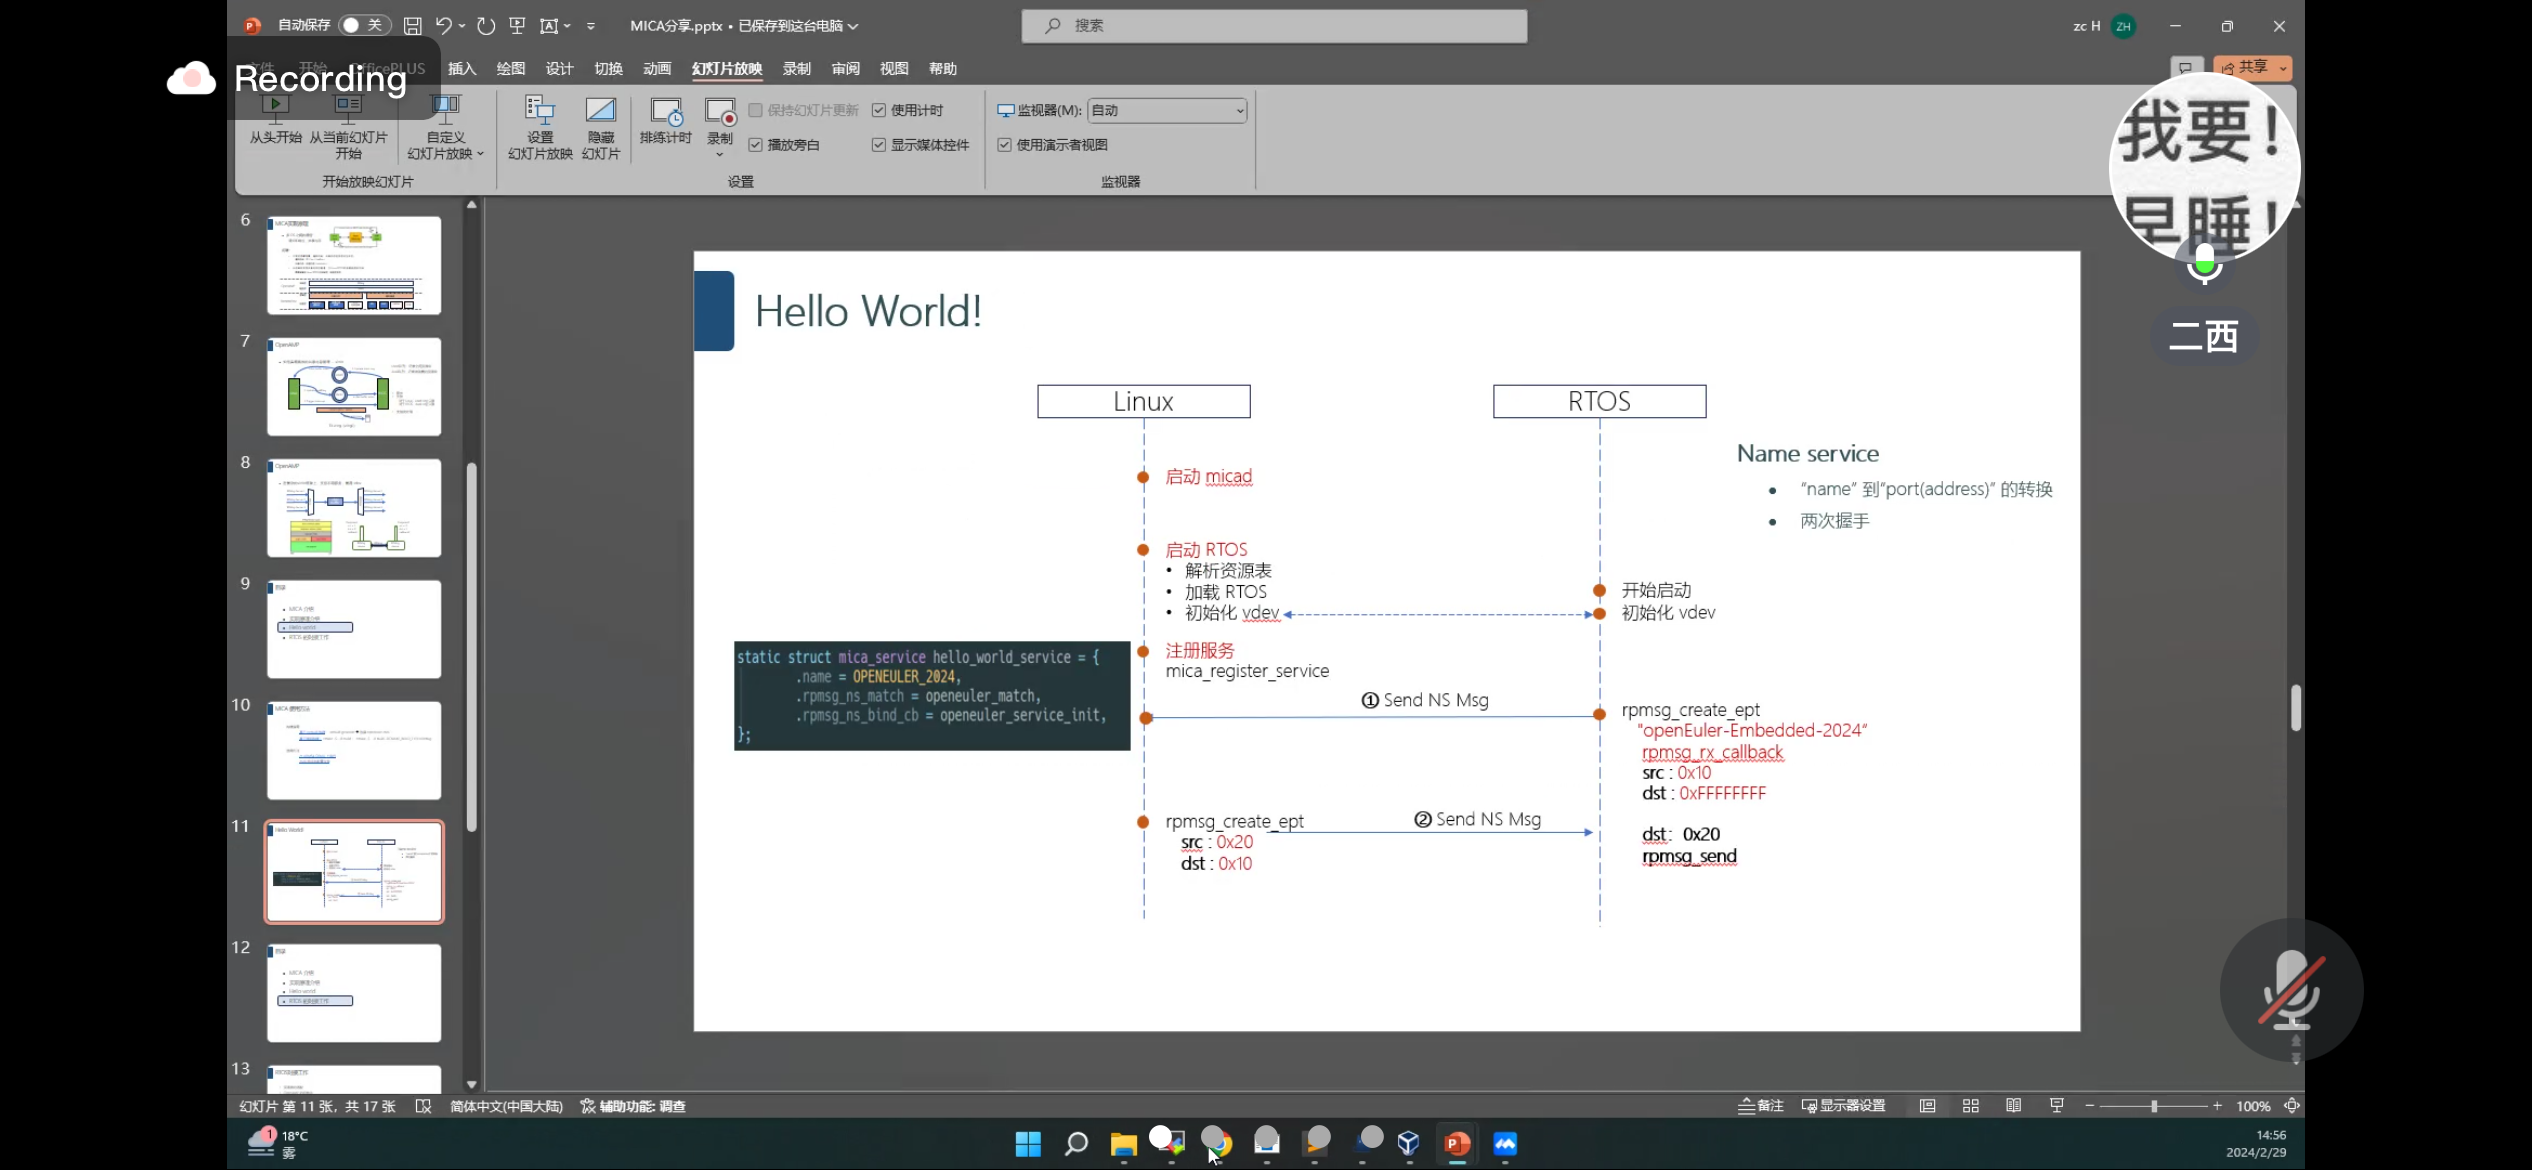 自动保存 关
MICA分享.pptx • 已保存到这台电脑
搜索
zc H ZH
Recording
插入 绘图 设计 切换 动画 幻灯片放映 录制 审阅 视图 帮助
共享
从头开始
从当前幻灯片
开始
自定义
幻灯片放映
设置
幻灯片放映
隐藏
幻灯片
排练计时
录制
保持幻灯片更新
使用计时
播放旁白
显示媒体控件
监视器(M): 自动
使用演示者视图
开始放映幻灯片
设置
监视器
我要!
早睡!
二西
6
7
OpenAMP
8
OpenAMP
9
10
11
Hello World!
12
13
Hello World!
Linux
RTOS
启动 micad
启动 RTOS
• 解析资源表
• 加载 RTOS
• 初始化 vdev
开始启动
初始化 vdev
注册服务
mica_register_service
static struct mica_service hello_world_service = {
.name = OPENEULER_2024,
.rpmsg_ns_match = openeuler_match,
.rpmsg_ns_bind_cb = openeuler_service_init,
};
① Send NS Msg
rpmsg_create_ept
"openEuler-Embedded-2024"
rpmsg_rx_callback
src : 0x10
dst : 0xFFFFFFFF
rpmsg_create_ept
src : 0x20
dst : 0x10
② Send NS Msg
dst: 0x20
rpmsg_send
Name service
• “name” 到“port(address)” 的转换
• 两次握手
幻灯片 第 11 张，共 17 张
简体中文(中国大陆)
辅助功能: 调查
备注
显示器设置
100%
1
18°C
雾
14:56
2024/2/29